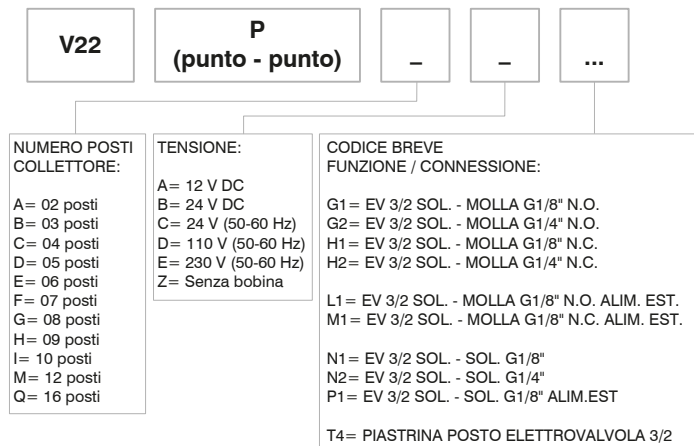 V22
P
(punto - punto)
_
_
...
NUMERO POSTI
COLLETTORE:
A= 02 posti
B= 03 posti
C= 04 posti
D= 05 posti
E= 06 posti
F= 07 posti
G= 08 posti
H= 09 posti
I= 10 posti
M= 12 posti
Q= 16 posti
TENSIONE:
A= 12 V DC
B= 24 V DC
C= 24 V (50-60 Hz)
D= 110 V (50-60 Hz)
E= 230 V (50-60 Hz)
Z= Senza bobina
CODICE BREVE
FUNZIONE / CONNESSIONE:
G1= EV 3/2 SOL. - MOLLA G1/8" N.O.
G2= EV 3/2 SOL. - MOLLA G1/4" N.O.
H1= EV 3/2 SOL. - MOLLA G1/8" N.C.
H2= EV 3/2 SOL. - MOLLA G1/4" N.C.
L1= EV 3/2 SOL. - MOLLA G1/8" N.O. ALIM. EST.
M1= EV 3/2 SOL. - MOLLA G1/8" N.C. ALIM. EST.
N1= EV 3/2 SOL. - SOL. G1/8"
N2= EV 3/2 SOL. - SOL. G1/4"
P1= EV 3/2 SOL. - SOL. G1/8" ALIM.EST
T4= PIASTRINA POSTO ELETTROVALVOLA 3/2